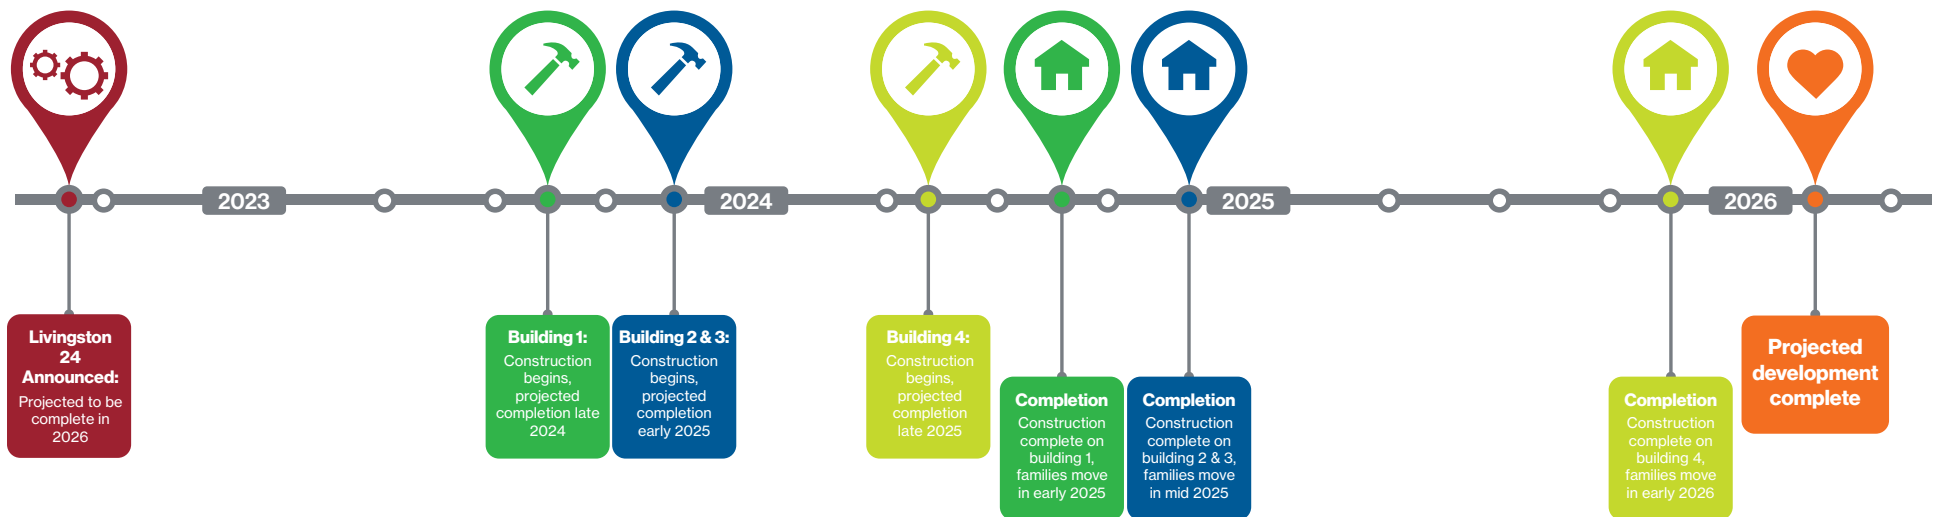 2023
2024
2025
2026
Livingston
24
Announced:
Projected to be
complete in
2026
Building 1:
Construction
begins,
projected
completion late
2024
Building 2 & 3:
Construction
begins,
projected
completion
early 2025
Building 4:
Construction
begins,
projected
completion
late 2025
Completion
Construction
complete on
building 1,
families move
in early 2025
Completion
Construction
complete on
building 2 & 3,
families move
in mid 2025
Completion
Construction
complete on
building 4,
families move
in early 2026
Projected
development
complete